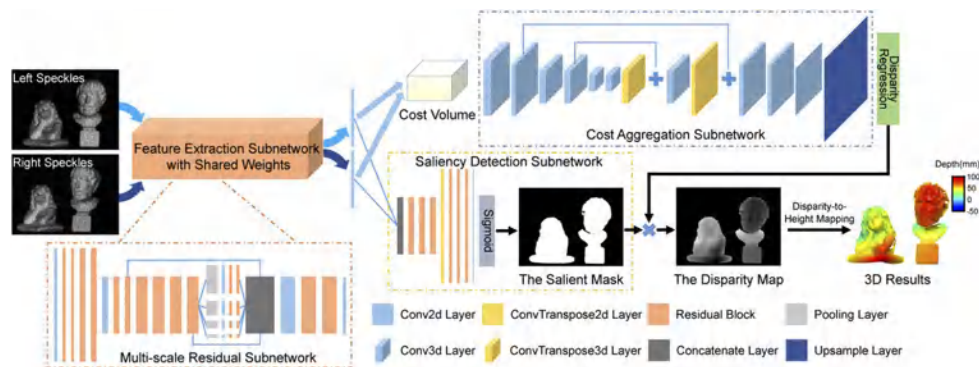 Left Speckles
Right Speckles
Feature Extraction Subnetwork
with Shared Weights
Multi-scale Residual Subnetwork
Cost Volume
Cost Aggregation Subnetwork
Disparity
Regression
Saliency Detection Subnetwork
Sigmoid
The Salient Mask
The Disparity Map
Disparity-to-
Height Mapping
3D Results
Depth(mm)
100
50
0
-50
Conv2d Layer
ConvTranspose2d Layer
Residual Block
Pooling Layer
Conv3d Layer
ConvTranspose3d Layer
Concatenate Layer
Upsample Layer